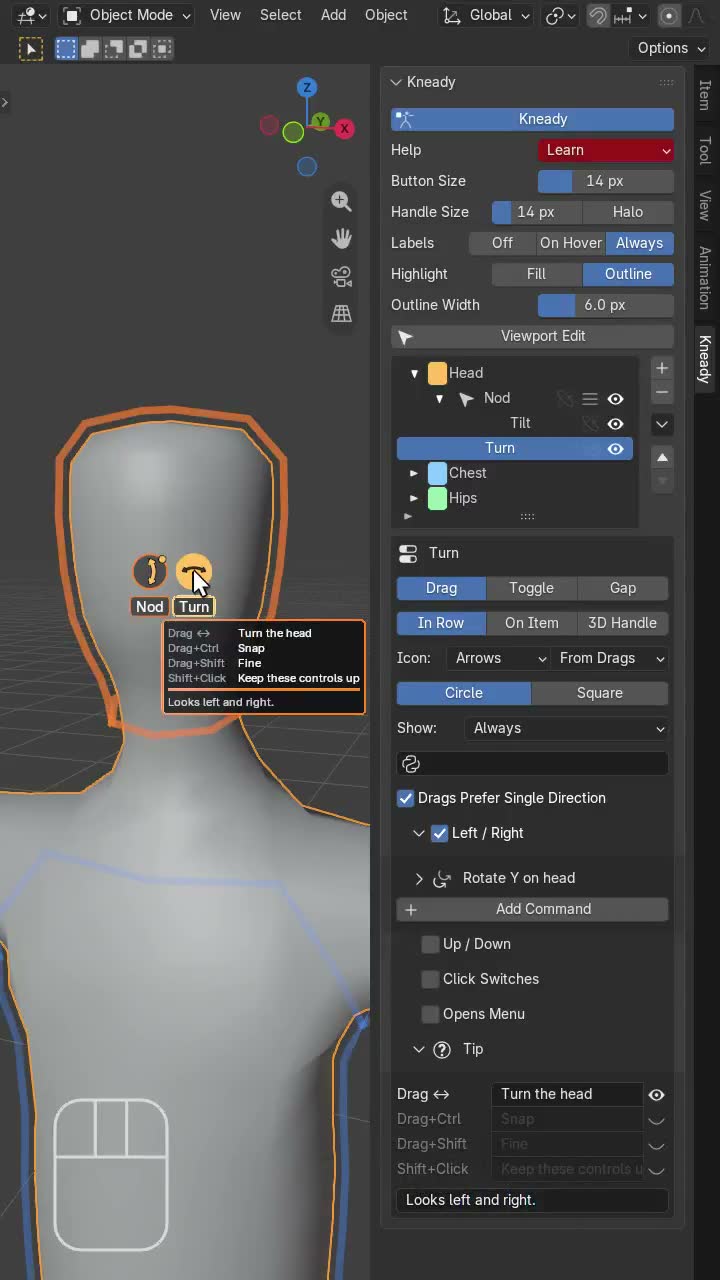 Object Mode View Select Add Object Global
Options
Kneady
Kneady
Help Learn
Button Size 14 px
Handle Size 14 px Halo
Labels Off On Hover Always
Highlight Fill Outline
Outline Width 6.0 px
Viewport Edit
Head
Nod
Tilt
Turn
Chest
Hips
Turn
Drag Toggle Gap
In Row On Item 3D Handle
Icon: Arrows From Drags
Circle Square
Show: Always
Drags Prefer Single Direction
Left / Right
Rotate Y on head
Add Command
Up / Down
Click Switches
Opens Menu
Tip
Drag ↔ Turn the head
Drag+Ctrl Snap
Drag+Shift Fine
Shift+Click Keep these controls u
Looks left and right.
Item
Tool
View
Animation
Kneady
Z
Y
X
Nod Turn
Drag ↔ Turn the head
Drag+Ctrl Snap
Drag+Shift Fine
Shift+Click Keep these controls up
Looks left and right.